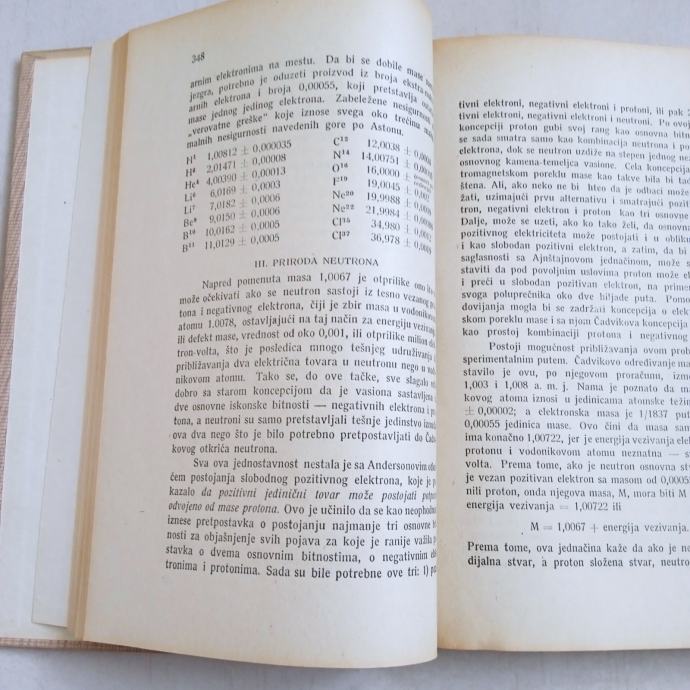 348
arnim elektronima na mestu. Da bi se dobile mase
jezgra, potrebno je oduzeti proizvod iz broja ekstra
arnih elektrona i broja 0,00055, koji pretstavlja
mase jednog jedinog elektrona. Zabeležene nesigurnosti
„verovatne greške“ koje iznose svega oko trećinu
malnih nesigurnosti navedenih gore po Astonu.
H¹ 1,00812 ± 0,000035 C¹² 12,0038 ±
H² 2,01471 ± 0,00008 N¹⁴ 14,00751
He⁴ 4,00390 ± 0,00013 O¹⁶ 16,0000
Li⁶ 6,0169 ± 0,0003 F¹⁹ 19,0045 ±
Li⁷ 7,0182 ± 0,0006 Ne²⁰ 19,9988
Be⁹ 9,0150 ± 0,0006 Ne²² 21,9984
B¹⁰ 10,0162 ± 0,0005 Cl³⁵ 34,980 ±
B¹¹ 11,0129 ± 0,0005 Cl³⁷ 36,978 ±
III. PRIRODA NEUTRONA
Napred pomenuta masa 1,0067 je otprilike ono
može očekivati ako se neutron sastoji iz tesno vezanog
tona i negativnog elektrona, čiji je zbir masa u vodonikovom
atomu 1.0078, ostavljajući na taj način za energiju vezivanja
ili defekt mase, vrednost od oko 0,001, ili otprilike milion
tron-volta, što je posledica mnogo tešnjeg udruživanja
približavanja dva električna tovara u neutronu nego u
nikovom atomu. Tako se, do ove tačke, sve slagalo
dobro sa starom koncepcijom da je vasiona sastavljena
dve osnovne iskonske bitnosti — negativnih elektrona i
tona, a neutroni su samo pretstavljali tešnje jedinstvo
ova dva nego što je bilo potrebno pretpostavljati do
kovog otkrića neutrona.
Sva ova jednostavnost nestala je sa Andersonovim
ćem postojanja slobodnog pozitivnog elektrona, koje je
kazalo da pozitivni jedinični tovar može postojati
odvojeno od mase protona. Ovo je učinilo da se kao
iznese pretpostavka o postojanju najmanje tri osnovne
nosti za objašnjenje svih pojava za koje je ranije važila
stavka o dvema osnovnim bitnostima, o negativnim
tronima i protonima. Sada su bile potrebne ove tri: 1)
tivni elektroni, negativni elektroni i protoni, ili pak
tivni elektroni, negativni elektroni i neutroni. Po
koncepciji proton gubi svoj rang kao osnovna
se sada smatra samo kao kombinacija neutrona i
elektrona, dok se neutron uzdiže na stepen jednog
osnovnog kamena-temeljca vasione. Cela koncepcija
tromagnetskom poreklu mase kao takve bila bi
štena. Ali, ako neko ne bi hteo da je odbaci
žati, uzimajući prvu alternativu i smatrajući
tron, negativni elektron i proton kao tri osnovne
Dalje, može se uzeti, ako ko tako želi, da osnovna
pozitivnog elektriciteta može postojati i u
i kao slobodan pozitivni elektron, a zatim, da bi
saglasnosti sa Ajnštajnovom jednačinom, može
staviti da pod povoljnim uslovima proton može
i preći u slobodan pozitivan elektron, na
svoga poluprečnika oko dve hiljade puta.
dovijanja mogla bi se zadržati koncepcija o
skom poreklu mase i sa njom Čadvikova koncepcija
kao prostoj kombinaciji protona i negativnog
Postoji mogućnost približavanja ovom
sperimentalnim putem. Čadvikovo određivanje
stavilo je ovu, po njegovom proračunu,
1,003 i 1,008 a. m. j. Nama je poznato da
kovog atoma iznosi u jedinicama atomske
± 0,00002; a elektronska masa je 1/1837
0,00055 jedinica mase. Ovo čini da masa
ima konačno 1,00722, jer je energija vezivanja
protonu i vodonikovom atomu neznatna —
volta. Prema tome, ako je neutron osnovna
je vezan pozitivan elektron sa masom od
nili proton, onda njegova masa, M, mora biti M
energija vezivanja = 1,00722 ili
M = 1,0067 + energija vezivanja.
Prema tome, ova jednačina kaže da ako je
dijalna stvar, a proton složena stvar,